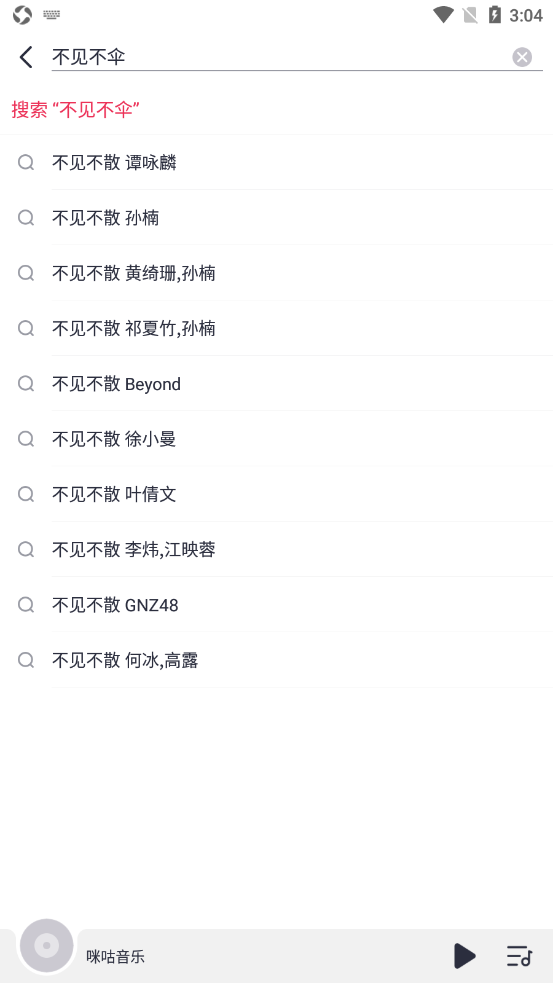 3:04
不见不伞
搜索 “不见不伞”
不见不散 谭咏麟
不见不散 孙楠
不见不散 黄绮珊,孙楠
不见不散 祁夏竹,孙楠
不见不散 Beyond
不见不散 徐小曼
不见不散 叶倩文
不见不散 李炜,江映蓉
不见不散 GNZ48
不见不散 何冰,高露
咪咕音乐